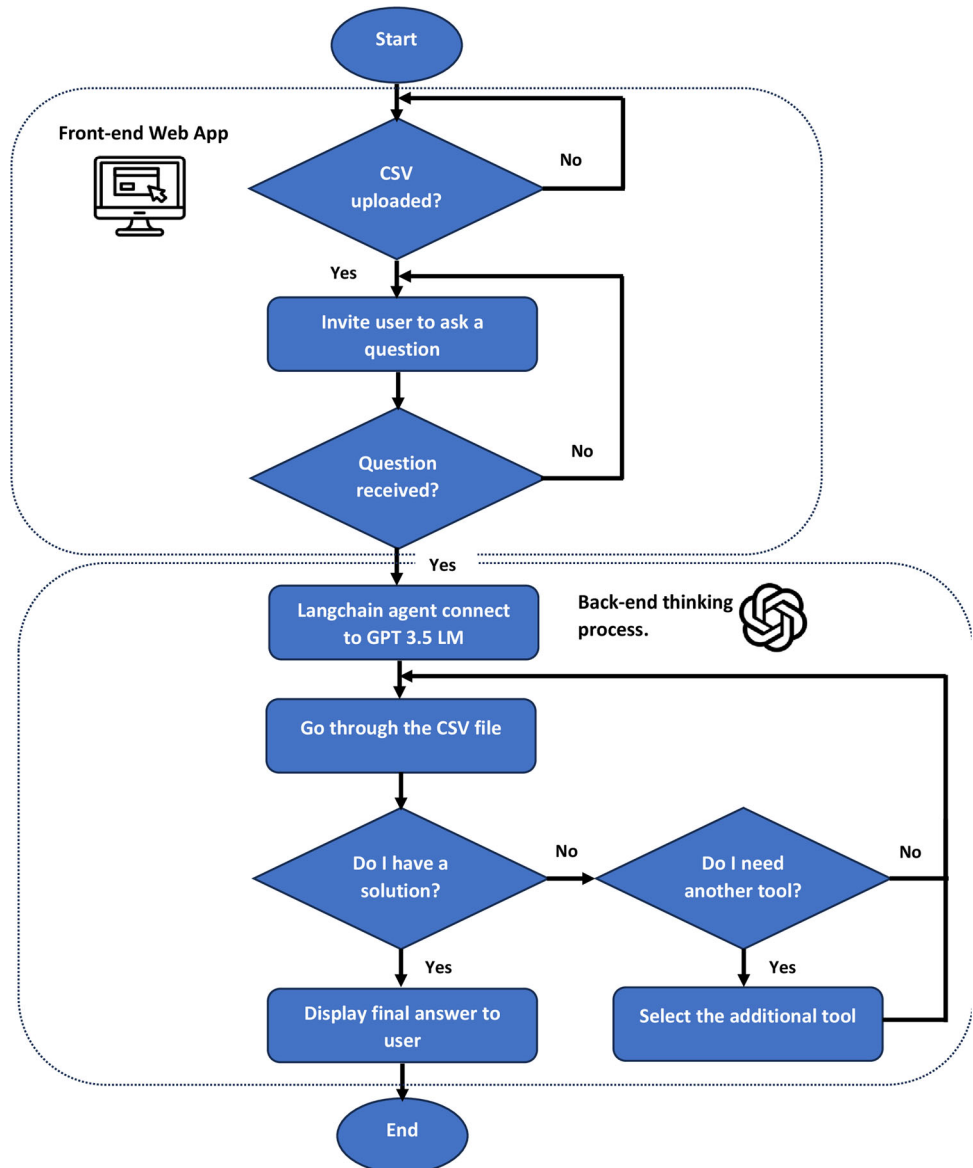 Start
Front-end Web App
CSV
uploaded?
No
Yes
Invite user to ask a
question
Question
received?
No
Yes
Langchain agent connect
to GPT 3.5 LM
Back-end thinking
process.
Go through the CSV file
Do I have a
solution?
No
Do I need
another tool?
No
Yes
Yes
Display final answer to
user
Select the additional tool
End